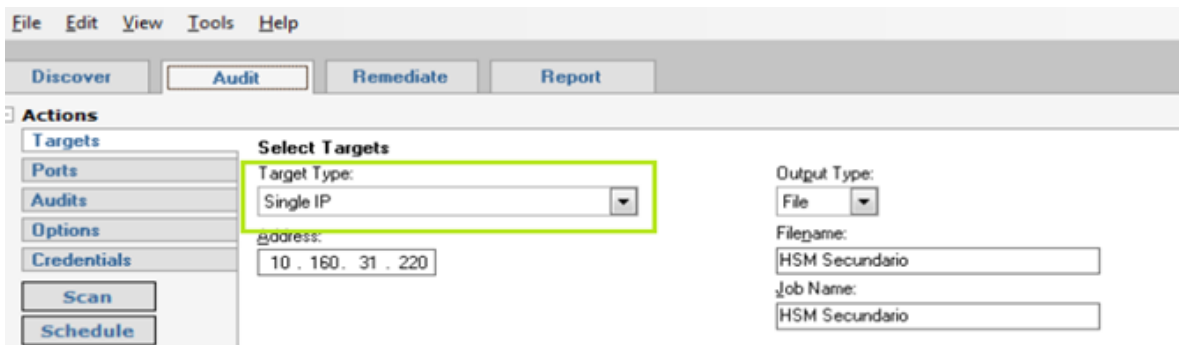 File Edit View Tools Help
Discover Audit Remediate Report
Actions
Targets
Ports
Audits
Options
Credentials
Scan
Schedule
Select Targets
Target Type:
Single IP
Address:
10 . 160 . 31 . 220
Output Type:
File
Filename:
HSM Secundario
Job Name:
HSM Secundario